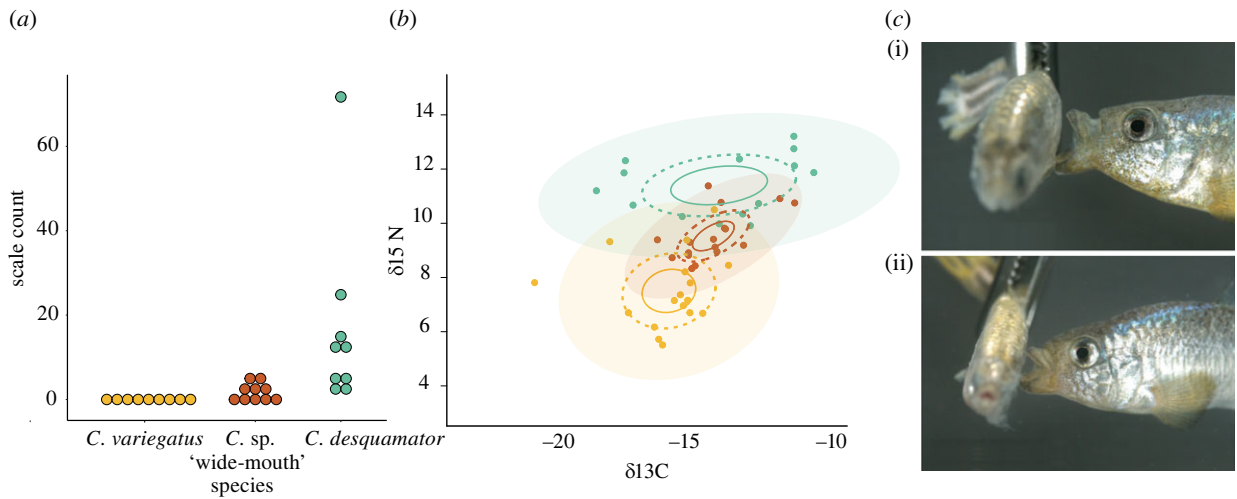 (a)
60
40
20
0
scale count
C. variegatus
C. sp.
C. desquamator
‘wide-mouth’
species
(b)
14
12
10
8
6
4
δ15 N
–20
–15
–10
δ13C
(c)
(i)
(ii)